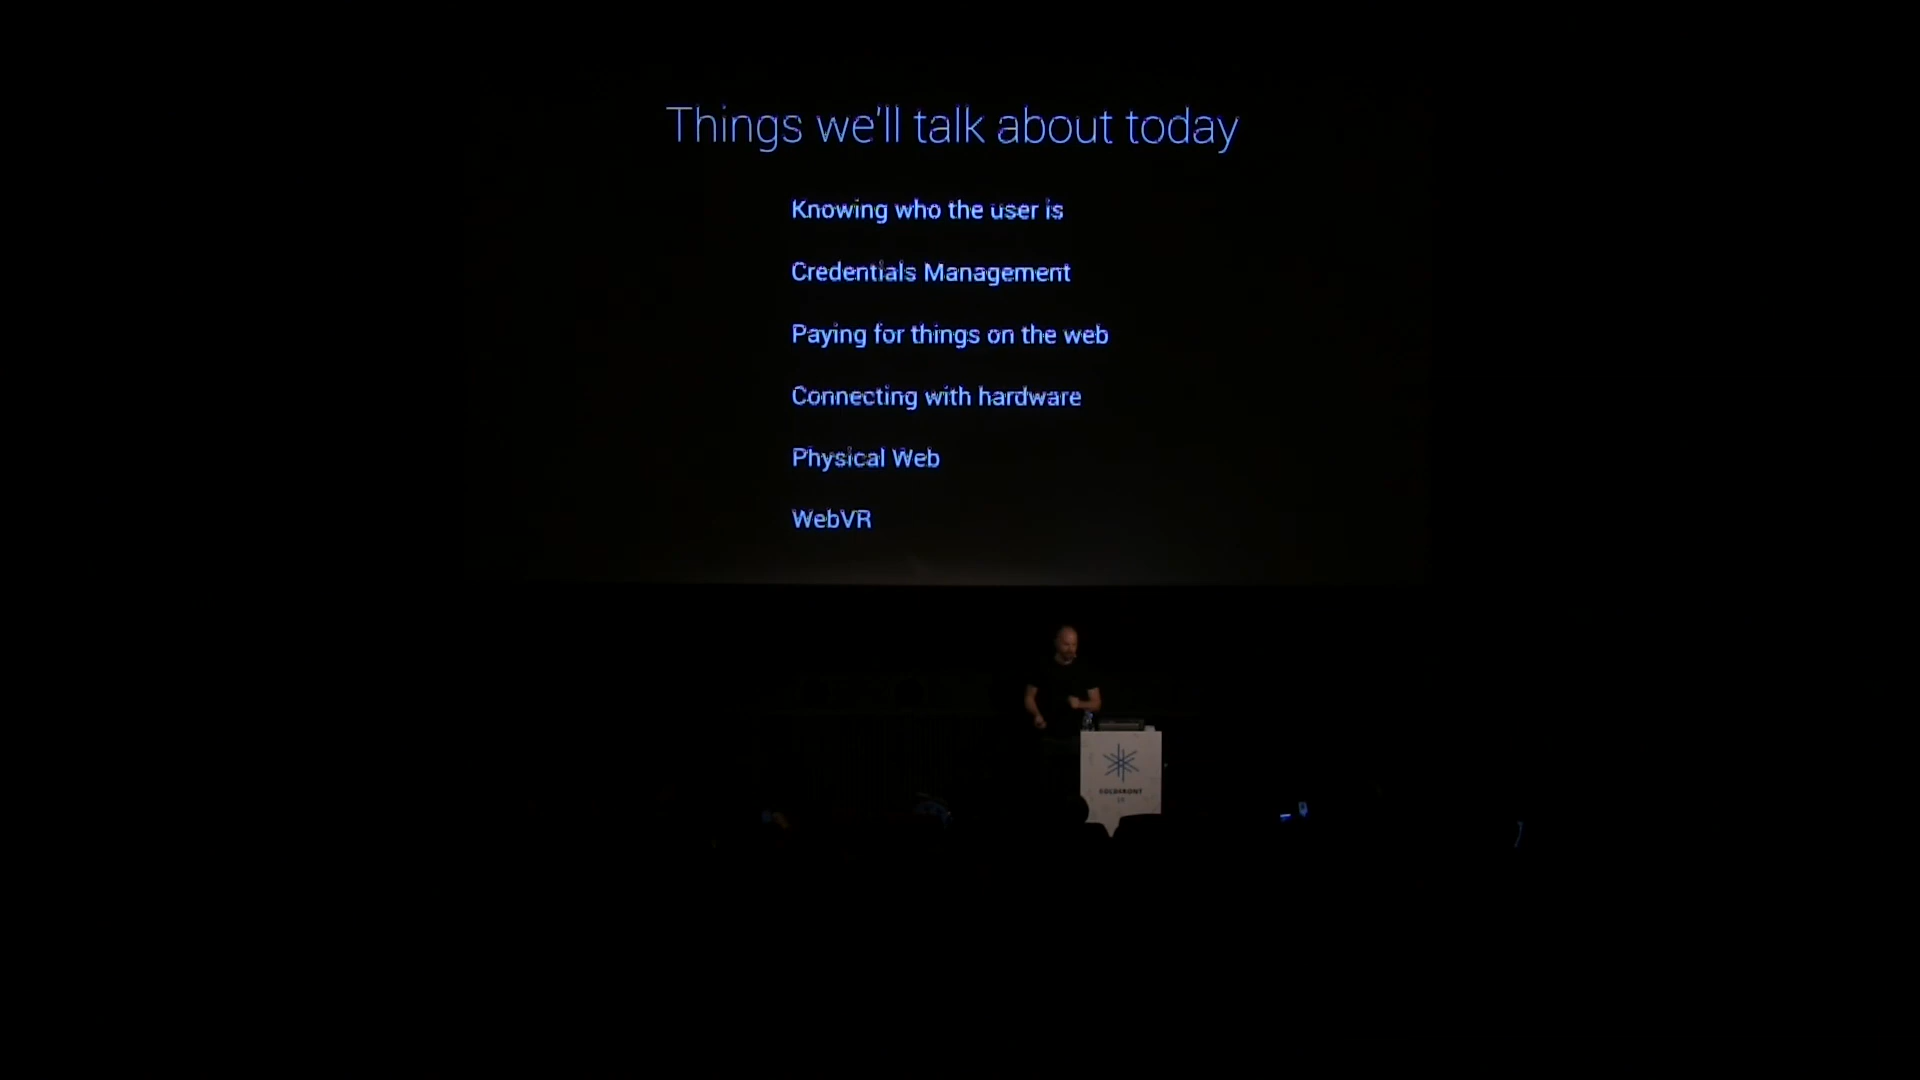 Things we'll talk about today
Knowing who the user is
Credentials Management
Paying for things on the web
Connecting with hardware
Physical Web
WebVR
COLDFRONT